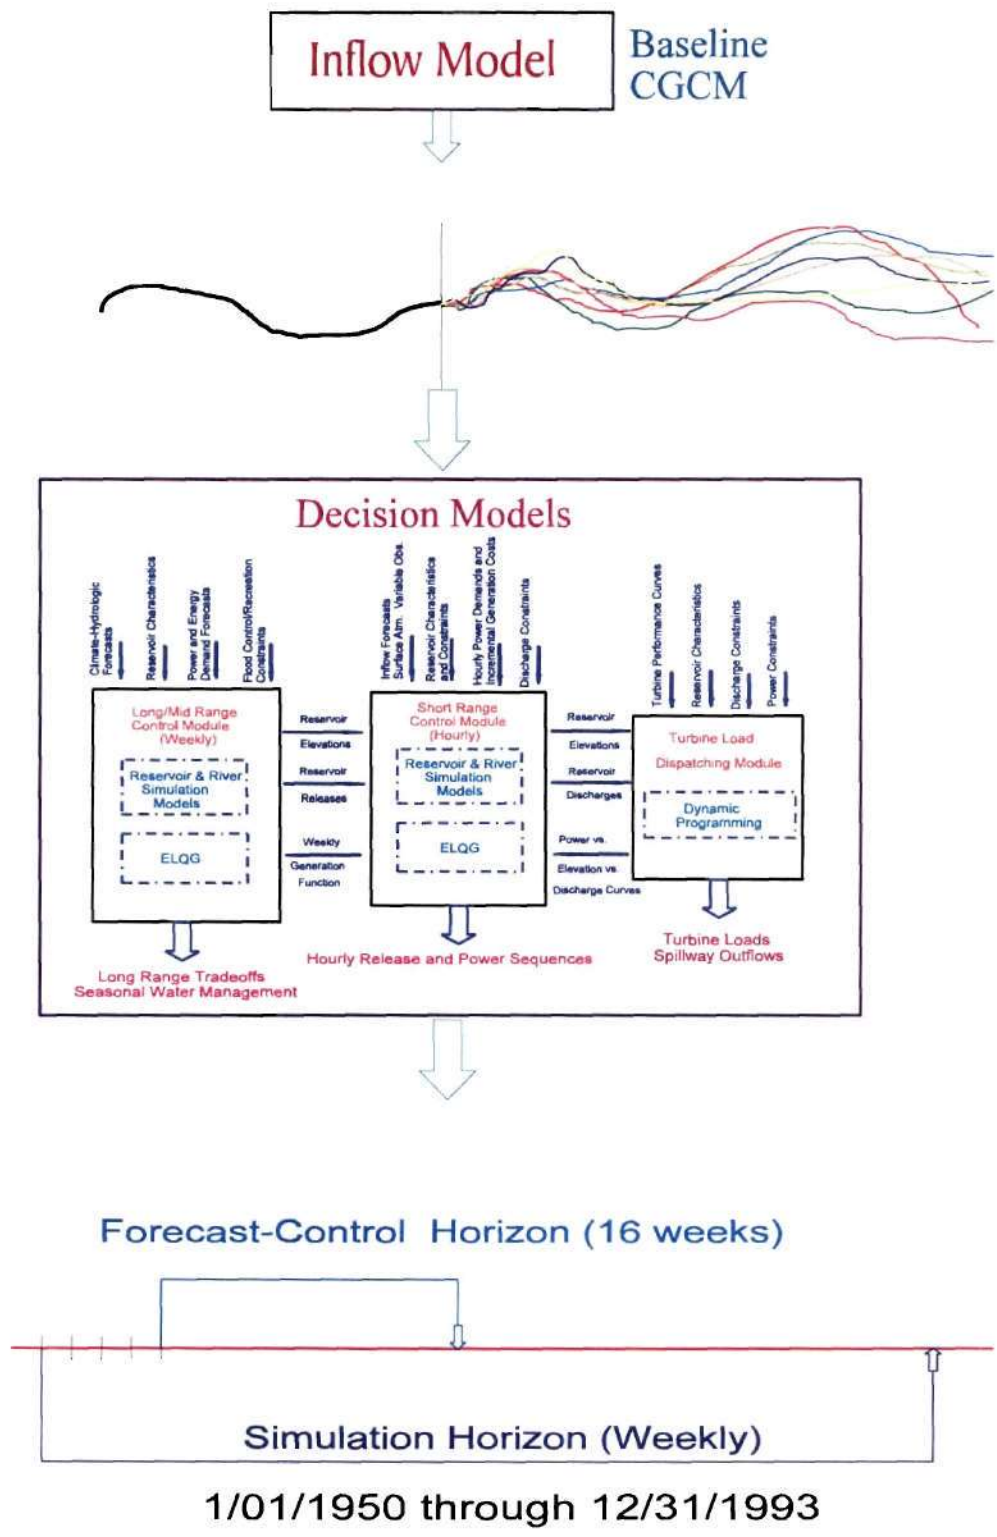 Inflow Model
Baseline
CGCM
Decision Models
Climate-Hydrologic
Forecasts
Reservoir Characteristics
Power and Energy
Demand Forecasts
Flood Control/Racreation
Constraints
Inflow Forecasts
Surface Atm. Variable Obs.
Reservoir Characteristics
and Constraints
Hourly Power Demands and
Incremental Generation Costs
Discharge Constraints
Turbine Performance Curves
Reservoir Characteristics
Discharge Constraints
Power Constraints
Long/Mid Range
Control Module
(Weekly)
Reservoir & River
Simulation
Models
ELQG
Reservoir
Elevations
Reservoir
Releases
Weekly
Generation
Function
Short Range
Control Module
(Hourly)
Reservoir & River
Simulation
Models
ELQG
Reservoir
Elevations
Reservoir
Discharges
Power vs.
Elevation vs.
Discharge Curves
Turbine Load
Dispatching Module
Dynamic
Programming
Long Range Tradeoffs
Seasonal Water Management
Hourly Release and Power Sequences
Turbine Loads
Spillway Outflows
Forecast-Control Horizon (16 weeks)
Simulation Horizon (Weekly)
1/01/1950 through 12/31/1993